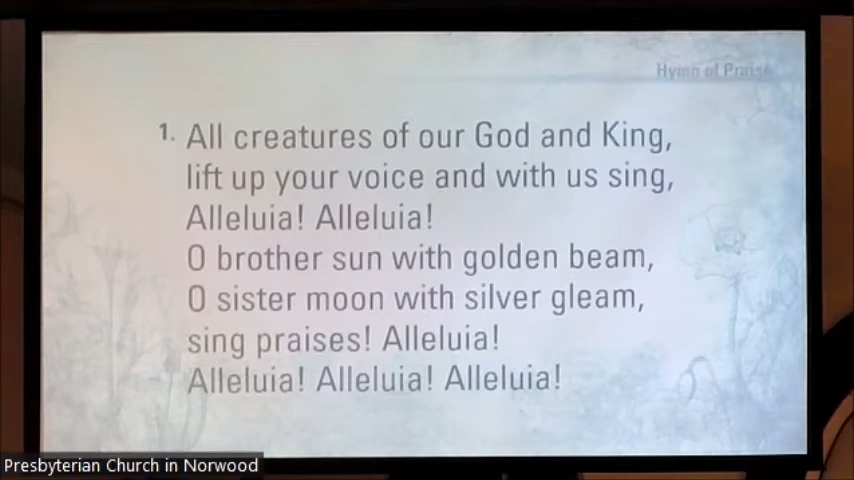 Hymn of Praise
1. All creatures of our God and King,
lift up your voice and with us sing,
Alleluia! Alleluia!
O brother sun with golden beam,
O sister moon with silver gleam,
sing praises! Alleluia!
Alleluia! Alleluia! Alleluia!
Presbyterian Church in Norwood